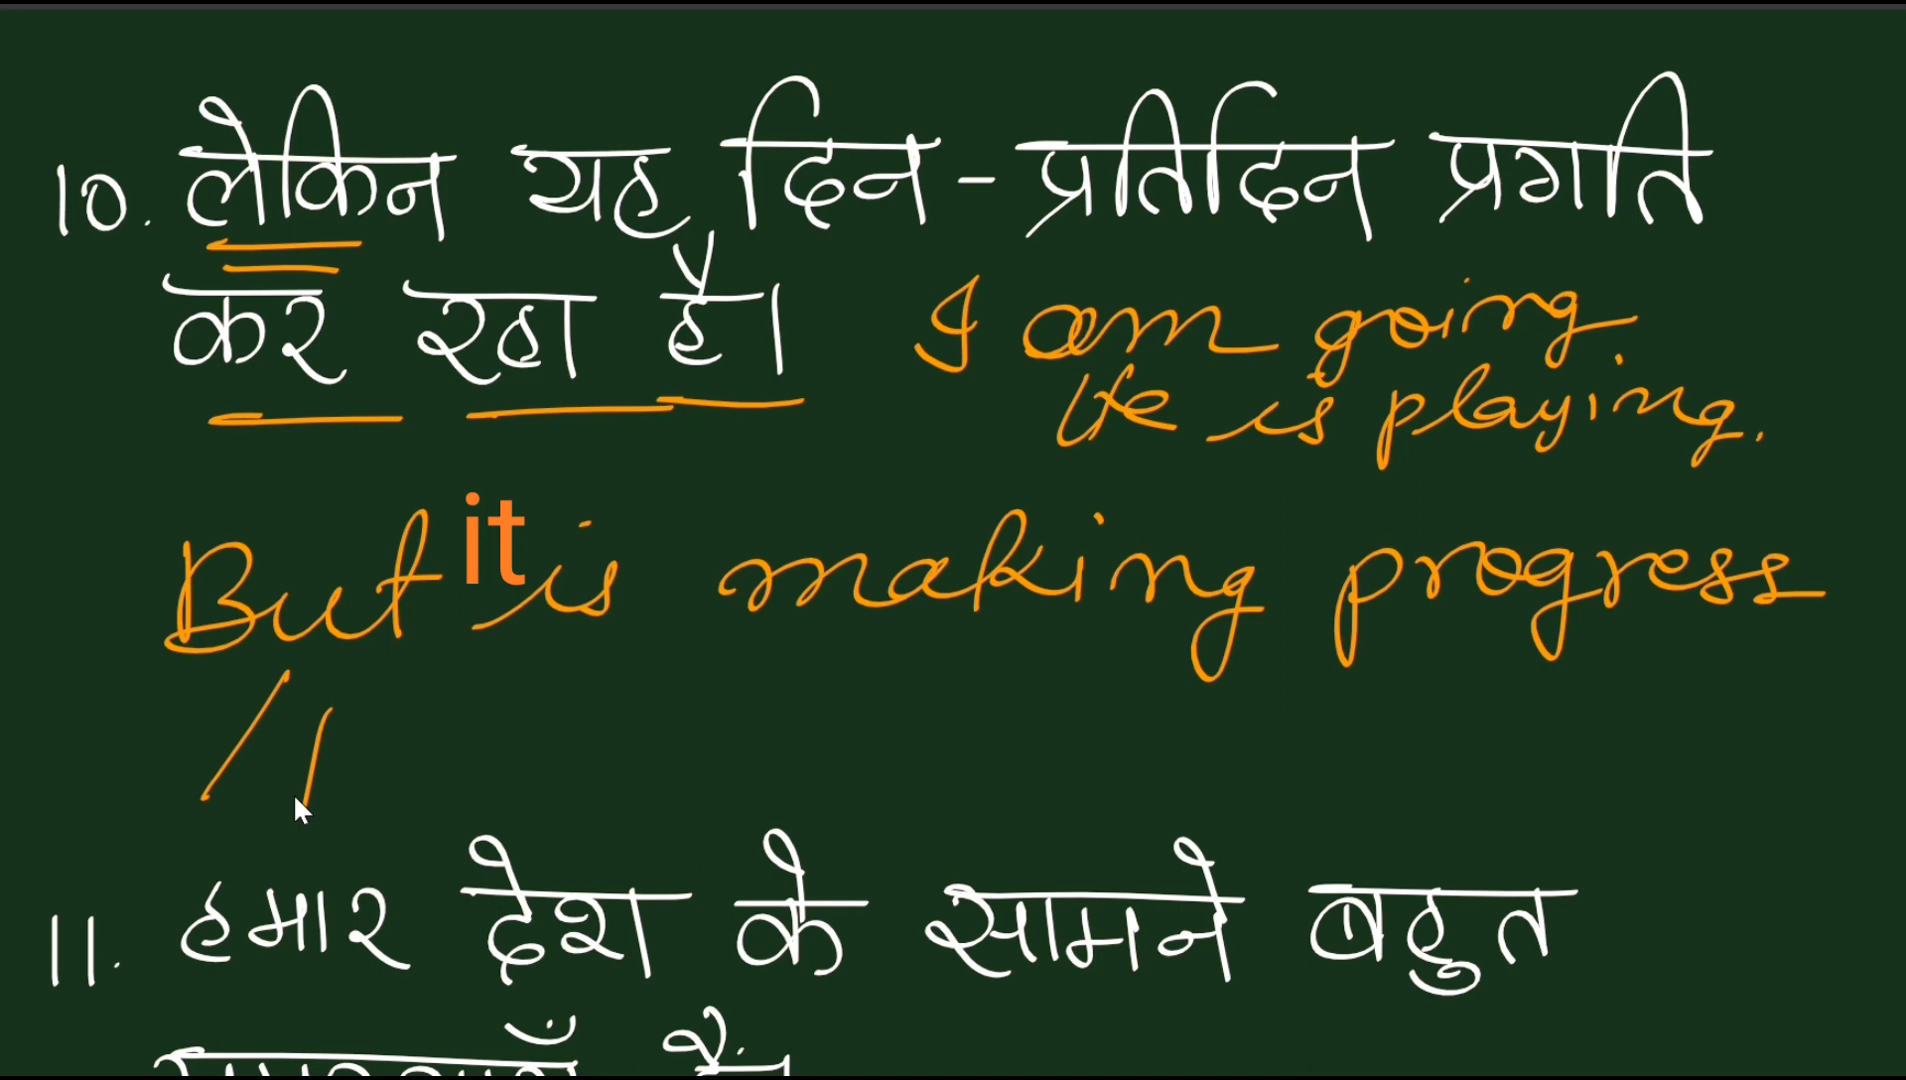 10. लेकिन यह दिन - प्रतिदिन प्रगति
कर रहा है। I am going.
He is playing.
But it is making progress
11. हमार देश के सामने बहुत